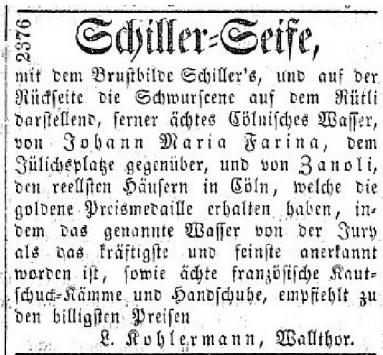 2376
Schiller-Seife,
mit dem Brustbilde Schiller's, und auf der
Rückseite die Schwurscene auf dem Rütli
darstellend, ferner ächtes Cölnisches Wasser,
von Johann Maria Farina, dem
Jülichsplatze gegenüber, und von Zanoli,
den reellsten Häusern in Cöln, welche die
goldene Preismedaille erhalten haben, in-
dem das genannte Wasser von der Jury
als das kräftigste und feinste anerkannt
worden ist, sowie ächte französische Kaut-
schuck-Kämme und Handschuhe, empfiehlt zu
den billigsten Preisen
L. Kohlermann, Wallthor.